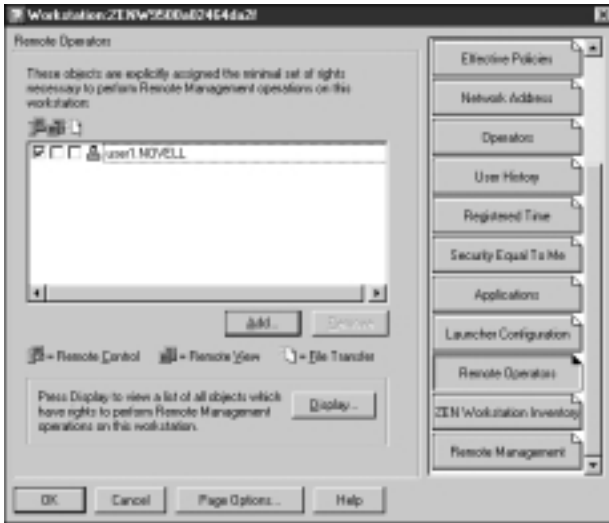 Workstation:ZENW9500a02464da2f
Remote Operators
These objects are explicitly assigned the minimal set of rights
necessary to perform Remote Management operations on this
workstation:
user1.NOVELL
Add...
Remove
= Remote Control
= Remote View
= File Transfer
Press Display to view a list of all objects which
have rights to perform Remote Management
operations on this workstation.
Display...
Effective Policies
Network Address
Operators
User History
Registered Time
Security Equal To Me
Applications
Launcher Configuration
Remote Operators
ZEN Workstation Inventory
Remote Management
OK
Cancel
Page Options...
Help